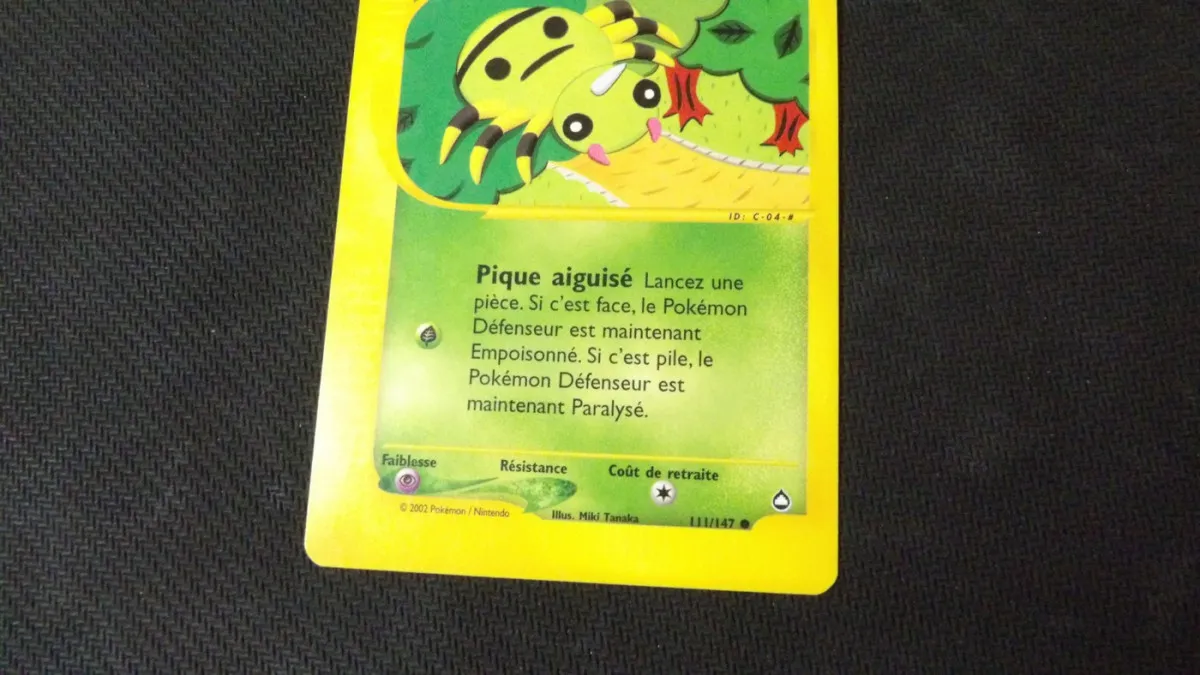 ID: C-04-#
Pique aiguisé Lancez une
pièce. Si c'est face, le Pokémon
Défenseur est maintenant
Empoisonné. Si c'est pile, le
Pokémon Défenseur est
maintenant Paralysé.
Faiblesse Résistance Coût de retraite
© 2002 Pokémon / Nintendo Illus. Miki Tanaka 111/147